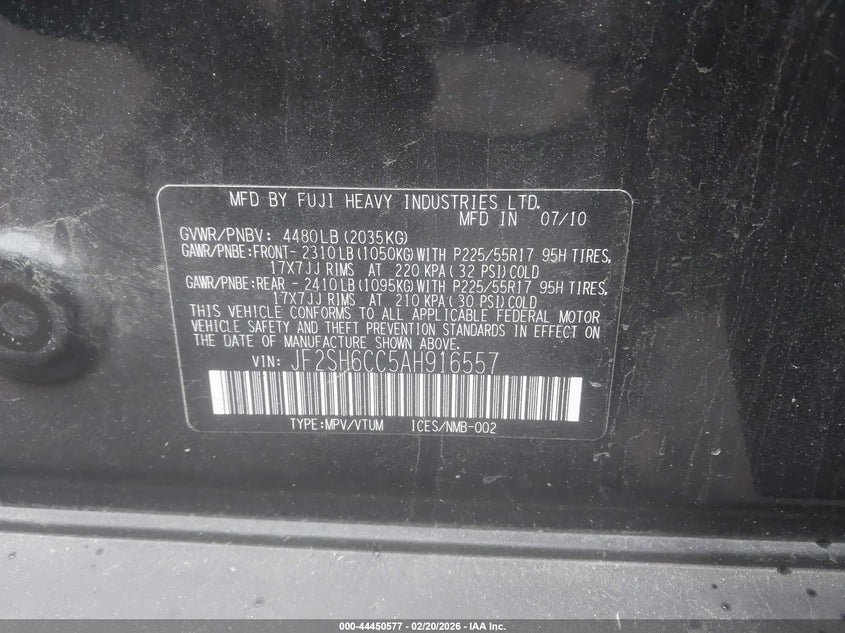 MFD BY FUJI HEAVY INDUSTRIES LTD.
MFD IN 07/10
GVWR/PNBV: 4480LB(2035KG)
GAWR/PNBE:FRONT- 2310LB(1050KG)WITH P225/55R17 95H TIRES,
17X7JJ RIMS AT 220 KPA(32 PSI)COLD
GAWR/PNBE:REAR - 2410LB(1095KG)WITH P225/55R17 95H TIRES,
17X7JJ RIMS AT 210 KPA(30 PSI)COLD
THIS VEHICLE CONFORMS TO ALL APPLICABLE FEDERAL MOTOR
VEHICLE SAFETY AND THEFT PREVENTION STANDARDS IN EFFECT ON
THE DATE OF MANUFACTURE SHOWN ABOVE.
VIN: JF2SH6CC5AH916557
TYPE:MPV/VTUM ICES/NMB-002
000-44450577 - 02/20/2026 - IAA Inc.